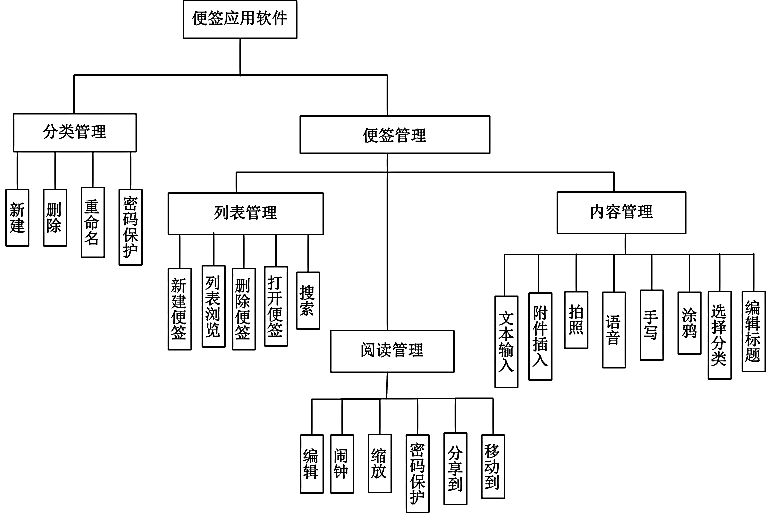 便签应用软件
分类管理
便签管理
新建
删除
重命名
密码保护
列表管理
内容管理
新建便签
列表浏览
删除便签
打开便签
搜索
文本输入
附件插入
拍照
语音
手写
涂鸦
选择分类
编辑标题
阅读管理
编辑
闹钟
缩放
密码保护
分享到
移动到